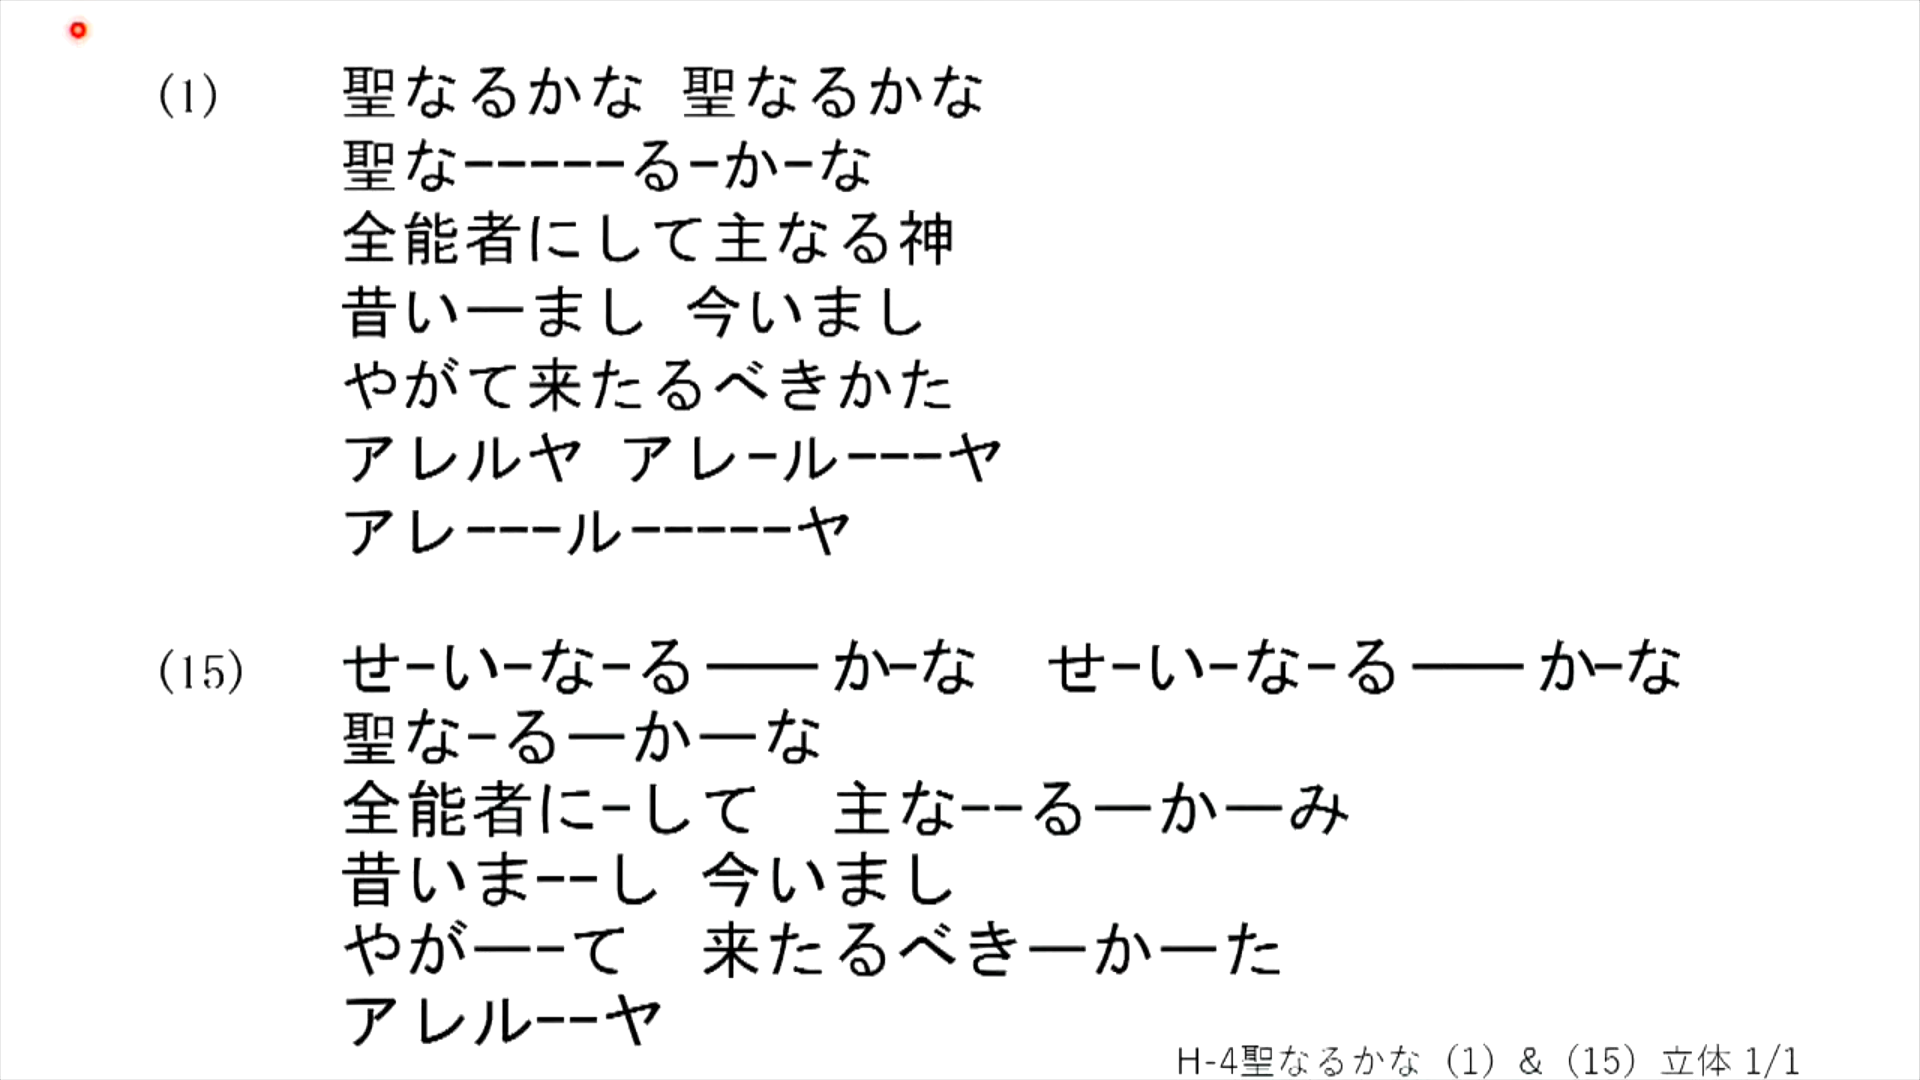 (1) 聖なるかな 聖なるかな
聖な-----る-か-な
全能者にして主なる神
昔い―まし 今いまし
やがて来たるべきかた
アレルヤ アレ-ル---ヤ
アレ---ル-----ヤ
(15) せ-い-な-る――か-な せ-い-な-る――か-な
聖な-る―か―な
全能者に-して 主な--る―か―み
昔いま--し 今いまし
やが―-て 来たるべき―か―た
アレル--ヤ
H-4聖なるかな（1）＆（15）立体 1/1